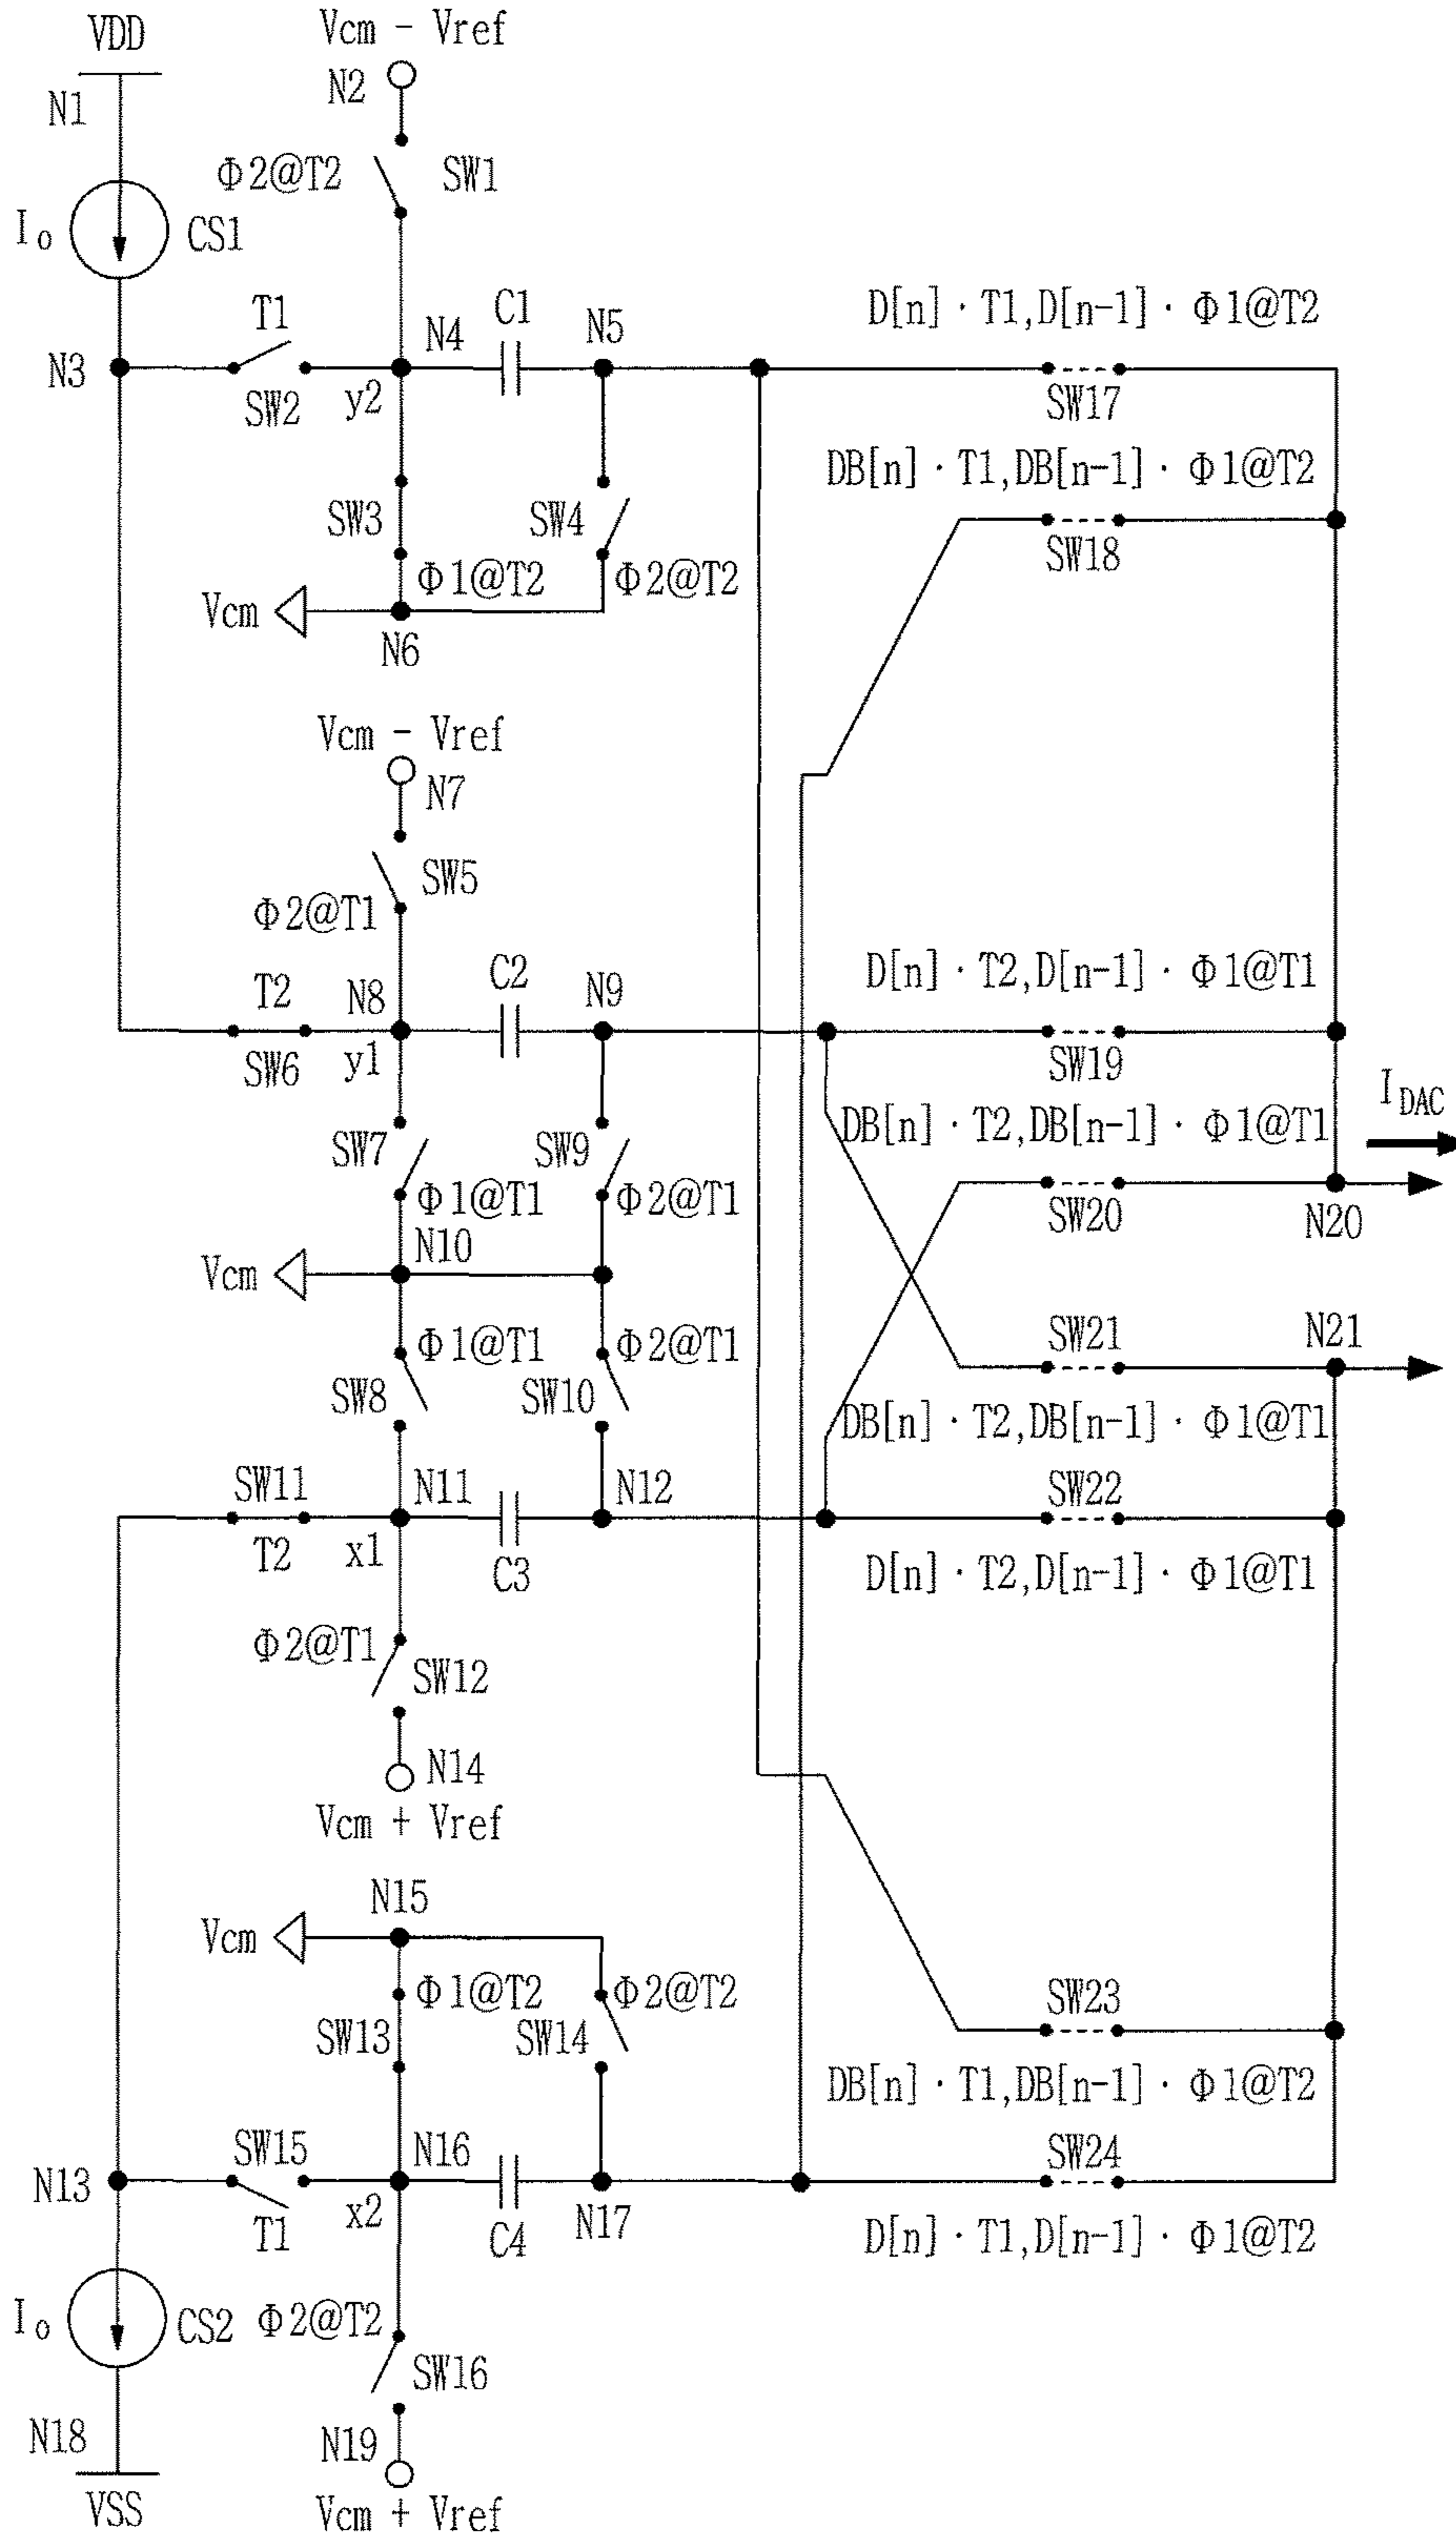 VDD
Vcm - Vref
N1
N2
Φ2@T2
SW1
Io
CS1
T1
N4
C1
N5
D[n] · T1,D[n-1] · Φ1@T2
N3
SW2
y2
SW17
DB[n] · T1,DB[n-1] · Φ1@T2
SW3
SW4
SW18
Φ1@T2
Φ2@T2
Vcm
N6
Vcm - Vref
N7
SW5
Φ2@T1
T2
N8
C2
N9
D[n] · T2,D[n-1] · Φ1@T1
SW6
y1
SW19
IDAC
DB[n] · T2,DB[n-1] · Φ1@T1
SW7
SW9
Φ1@T1
Φ2@T1
SW20
N20
N10
Vcm
Φ1@T1
Φ2@T1
SW21
N21
SW8
SW10
DB[n] · T2,DB[n-1] · Φ1@T1
SW11
N11
N12
SW22
T2
x1
C3
D[n] · T2,D[n-1] · Φ1@T1
Φ2@T1
SW12
N14
Vcm + Vref
N15
Vcm
Φ1@T2
Φ2@T2
SW23
SW13
SW14
DB[n] · T1,DB[n-1] · Φ1@T2
SW15
N16
SW24
N13
T1
x2
C4
N17
D[n] · T1,D[n-1] · Φ1@T2
Io
CS2
Φ2@T2
SW16
N18
N19
VSS
Vcm + Vref